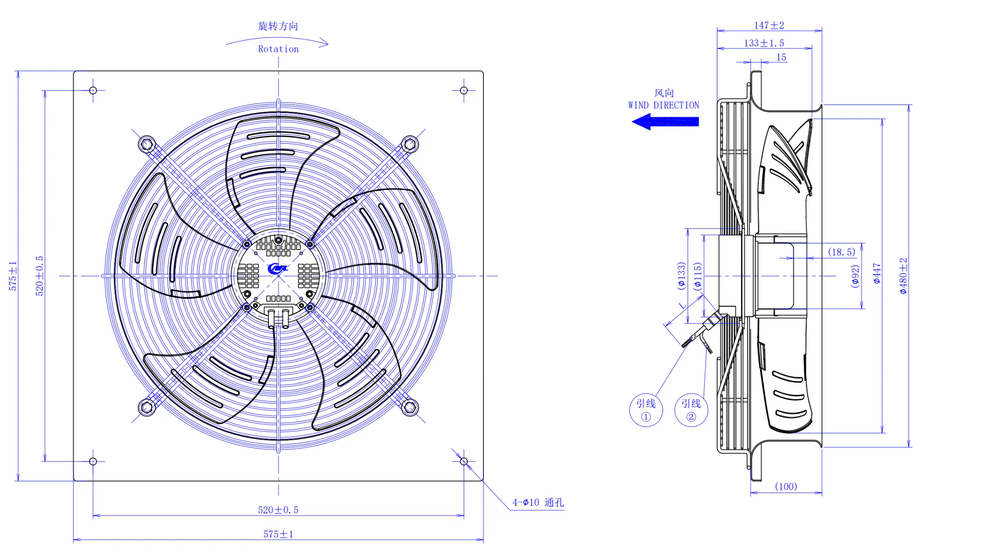 旋转方向
Rotation
575±1
520±0.5
520±0.5
575±1
4-ϕ10 通孔
147±2
133±1.5
15
风向
WIND DIRECTION
(18.5)
(ϕ133)
(ϕ115)
(ϕ92)
ϕ447
ϕ480±2
L
引线
①
引线
②
(100)